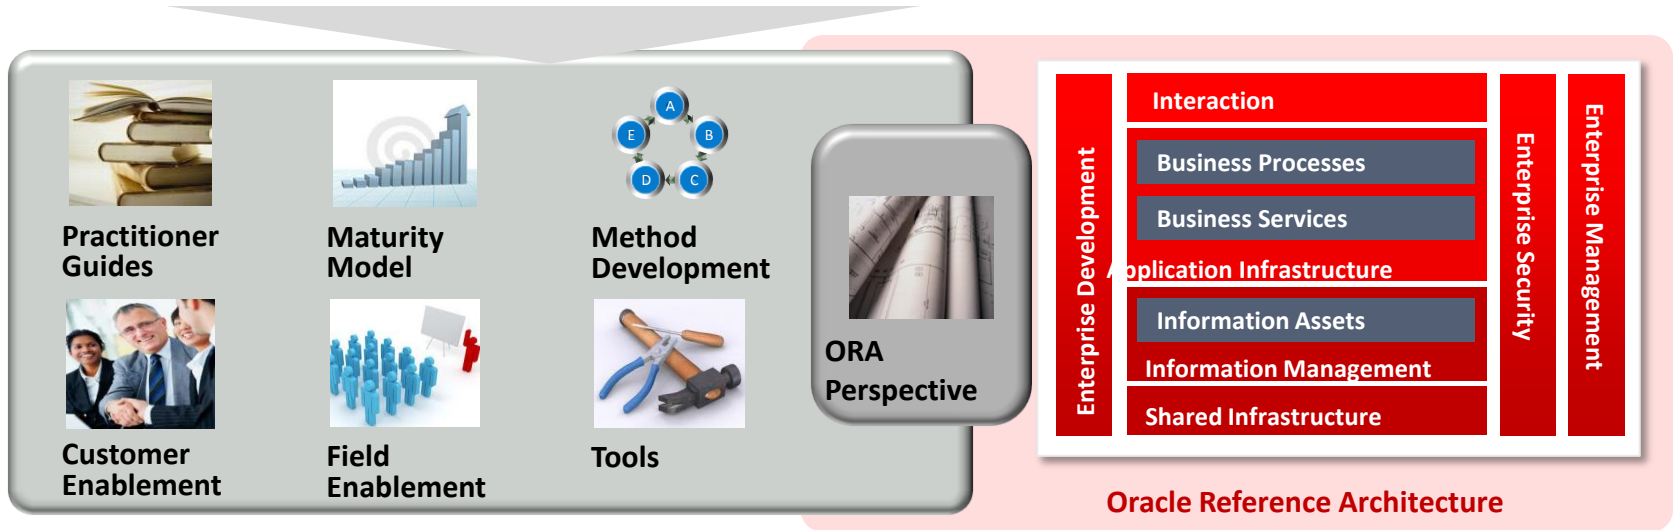 A
B
C
D
E
Practitioner
Guides
Maturity
Model
Method
Development
Customer
Enablement
Field
Enablement
Tools
ORA
Perspective
Enterprise Development
Interaction
Business Processes
Business Services
Application Infrastructure
Information Assets
Information Management
Shared Infrastructure
Enterprise Security
Enterprise Management
Oracle Reference Architecture